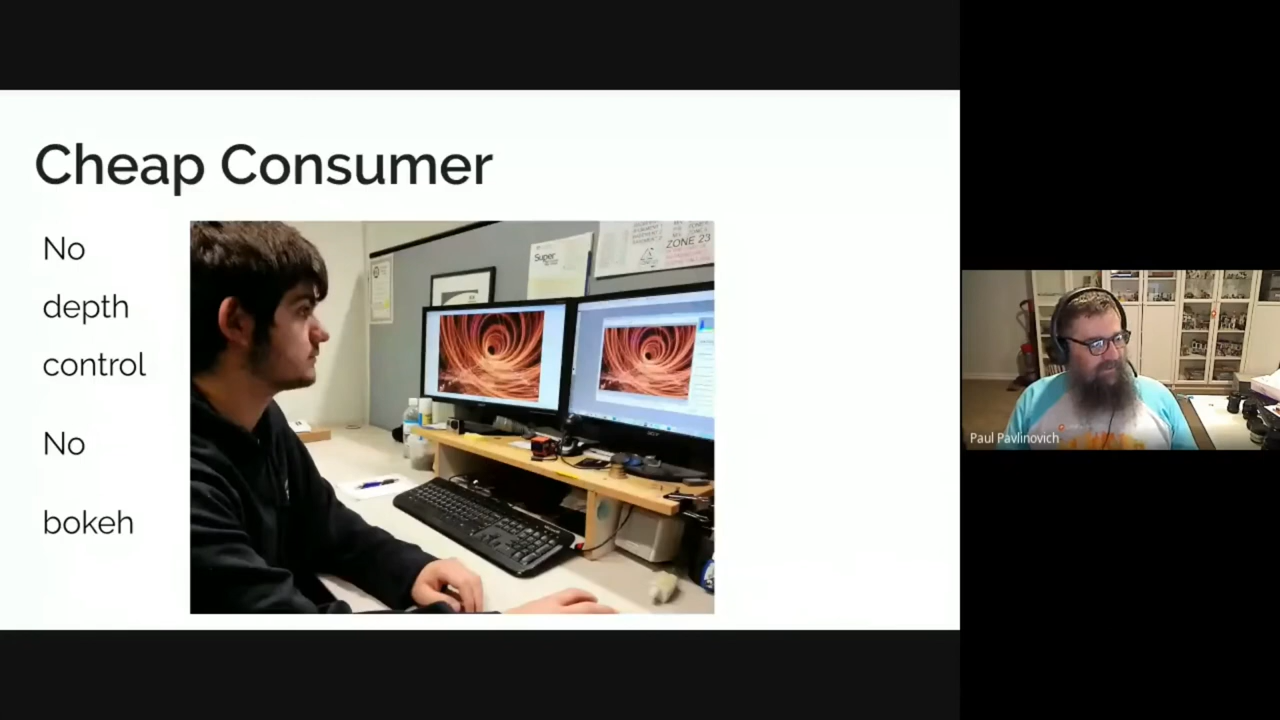 Cheap Consumer
No
depth
control
No
bokeh
Super
ZONE 23
Paul Pavlinovich